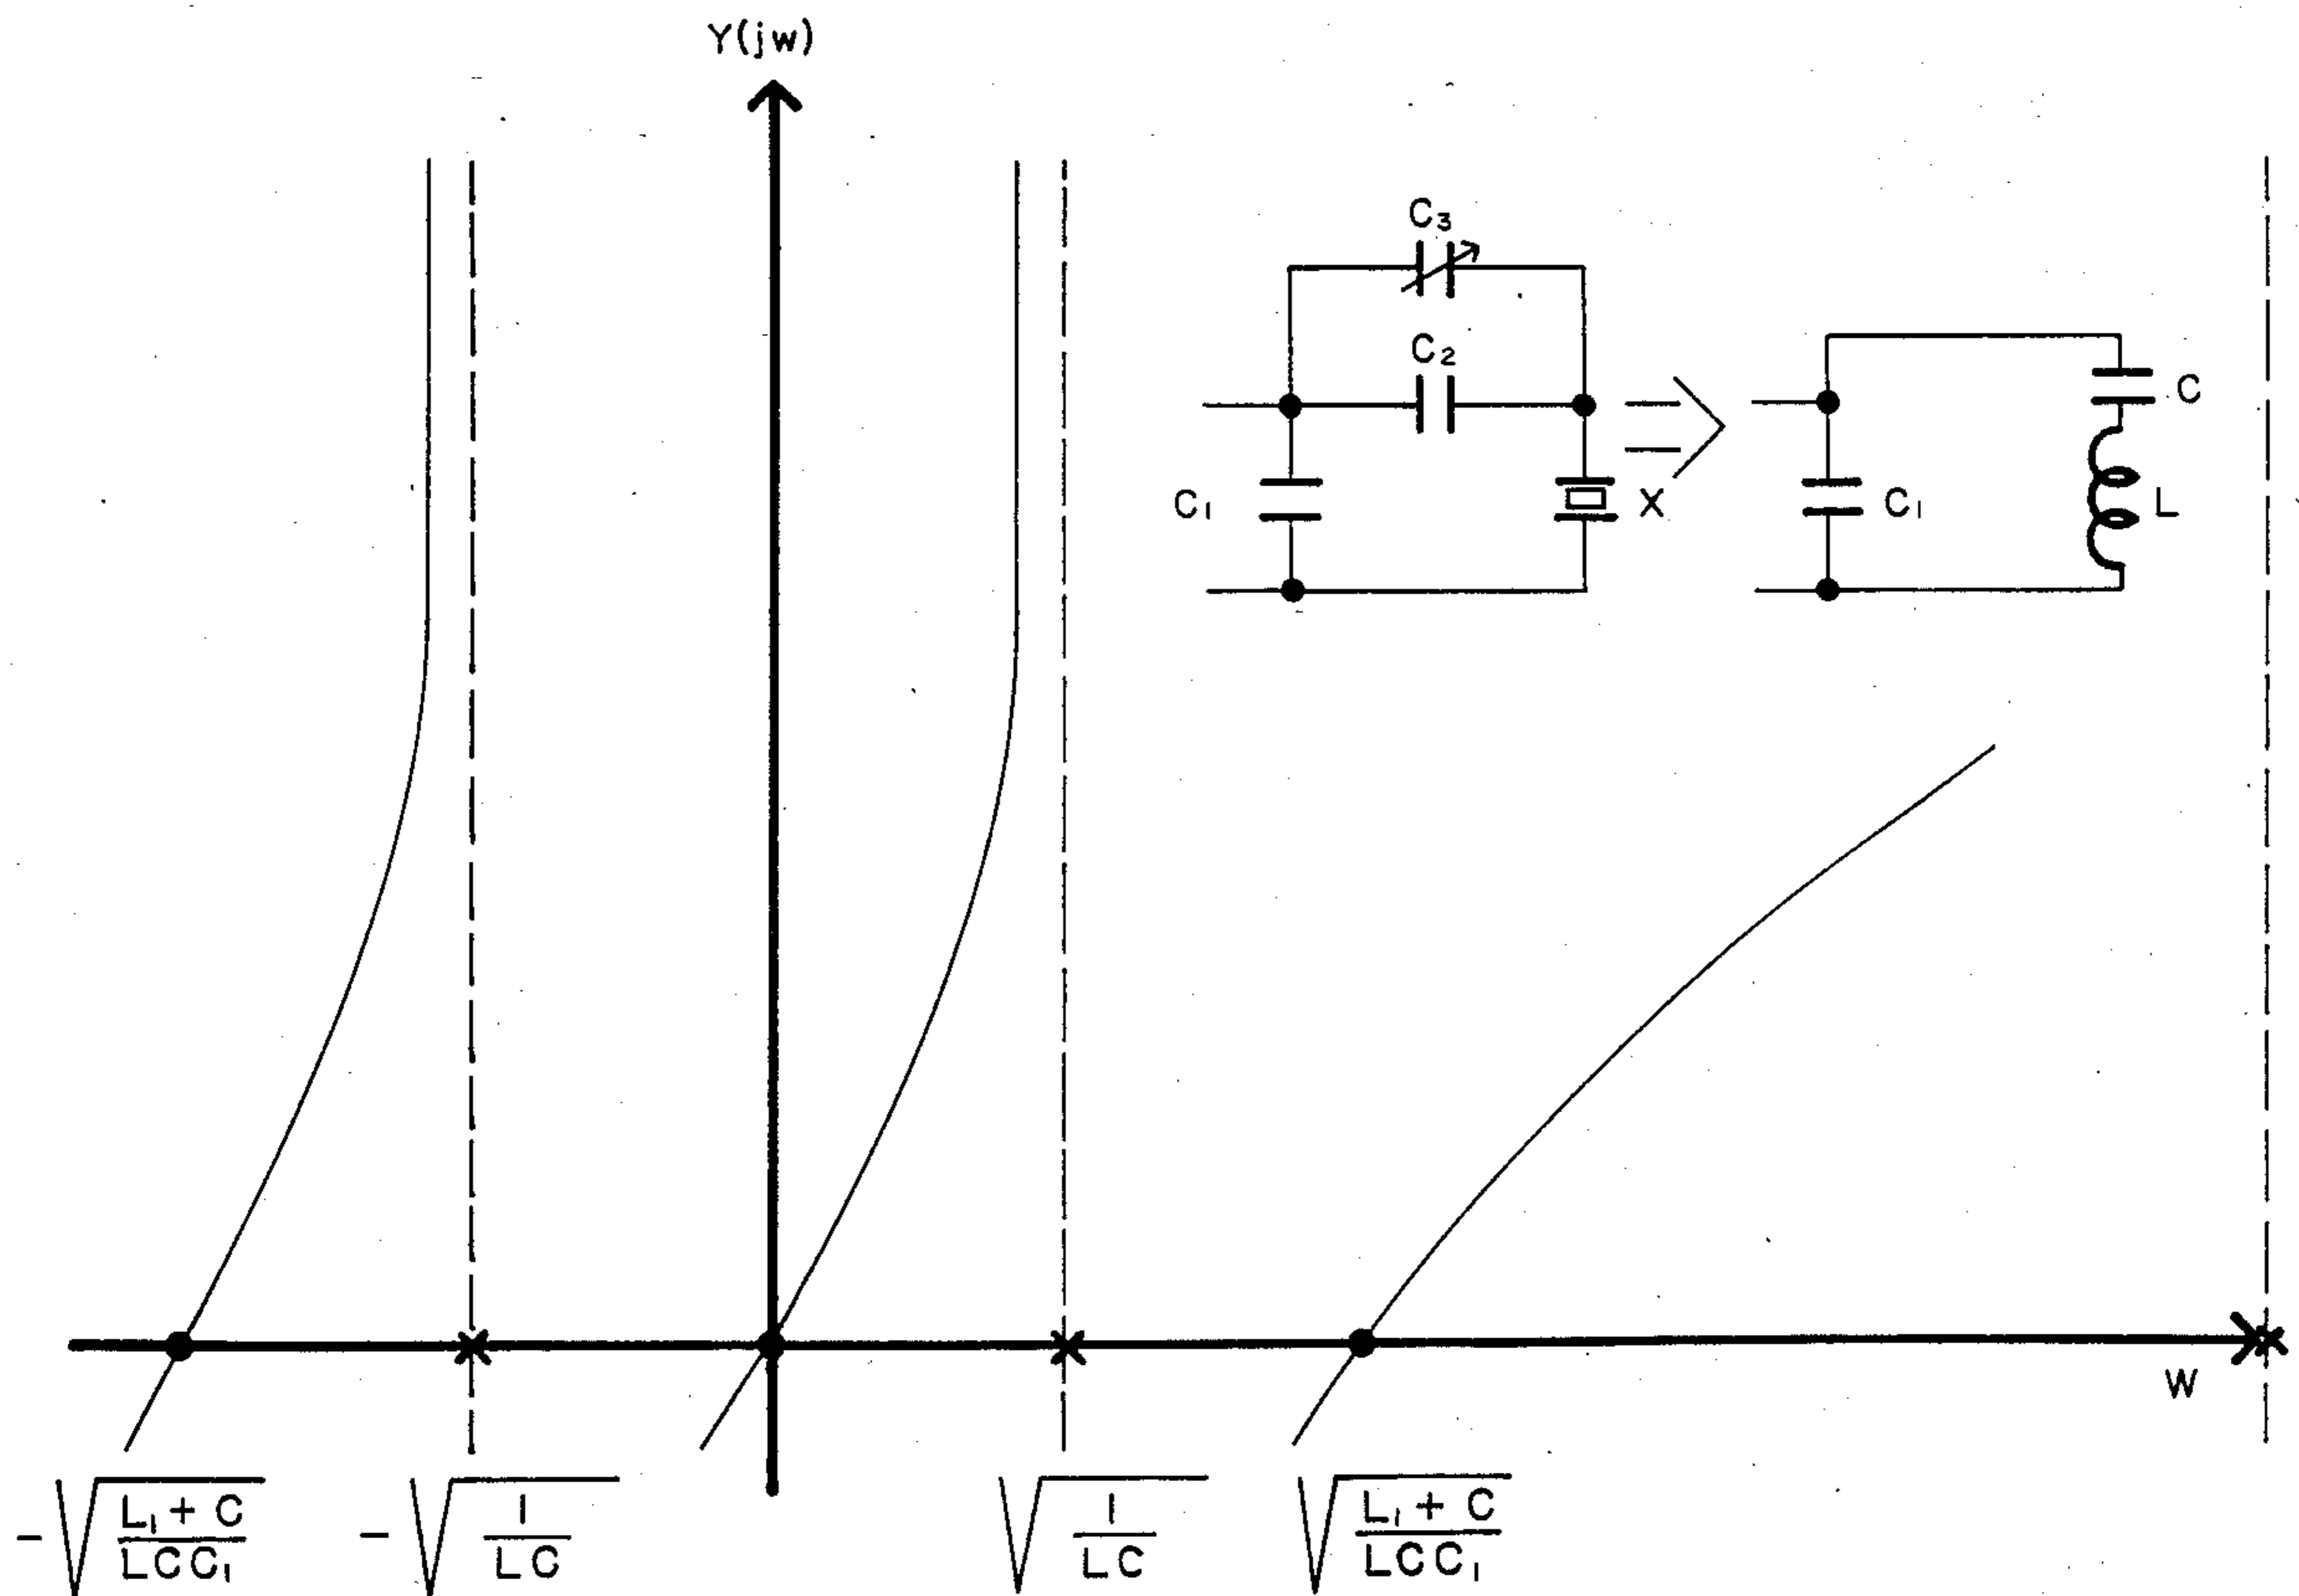 Y(jw)
C₃
C₂
C₁
X
C
C₁
L
W
-√(L₁ + C / LCC₁)
-√(1 / LC)
√(1 / LC)
√(L₁ + C / LCC₁)